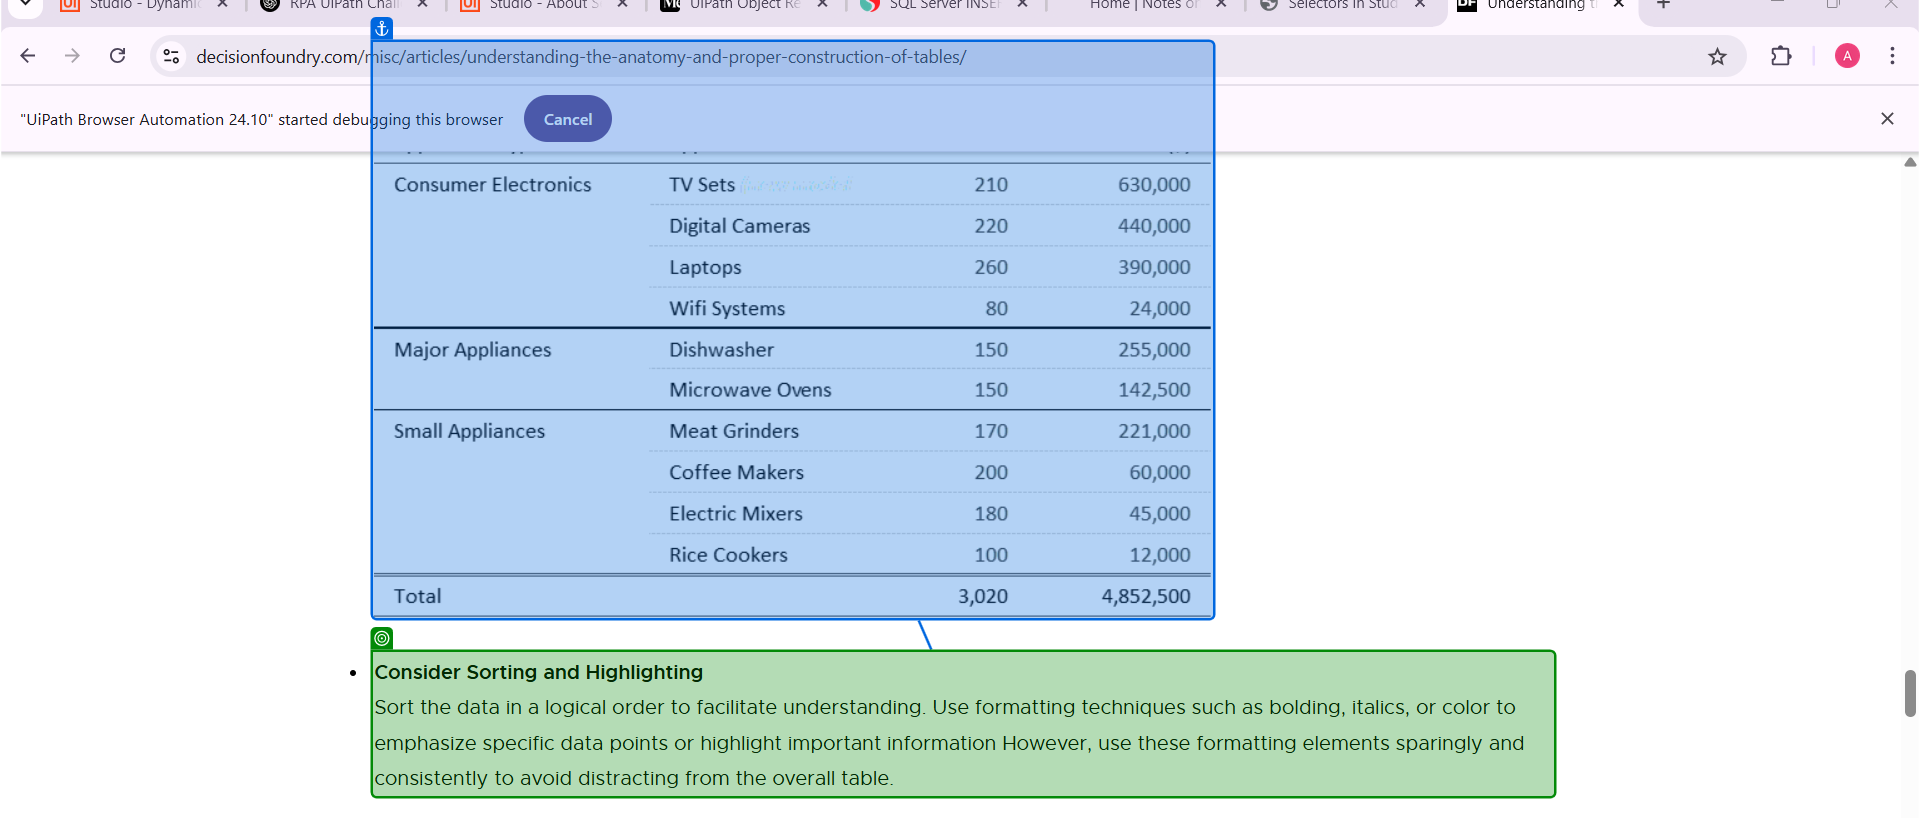 Studio - Dynamic
RPA UiPath Chal
Studio - About S
UiPath Object Re
SQL Server INSE
Home | Notes or
Selectors in Stud
Understanding t
decisionfoundry.com/misc/articles/understanding-the-anatomy-and-proper-construction-of-tables/
A
"UiPath Browser Automation 24.10" started debugging this browser
Cancel
Consumer Electronics TV Sets 210 630,000
Digital Cameras 220 440,000
Laptops 260 390,000
Wifi Systems 80 24,000
Major Appliances Dishwasher 150 255,000
Microwave Ovens 150 142,500
Small Appliances Meat Grinders 170 221,000
Coffee Makers 200 60,000
Electric Mixers 180 45,000
Rice Cookers 100 12,000
Total 3,020 4,852,500
• Consider Sorting and Highlighting
Sort the data in a logical order to facilitate understanding. Use formatting techniques such as bolding, italics, or color to
emphasize specific data points or highlight important information However, use these formatting elements sparingly and
consistently to avoid distracting from the overall table.